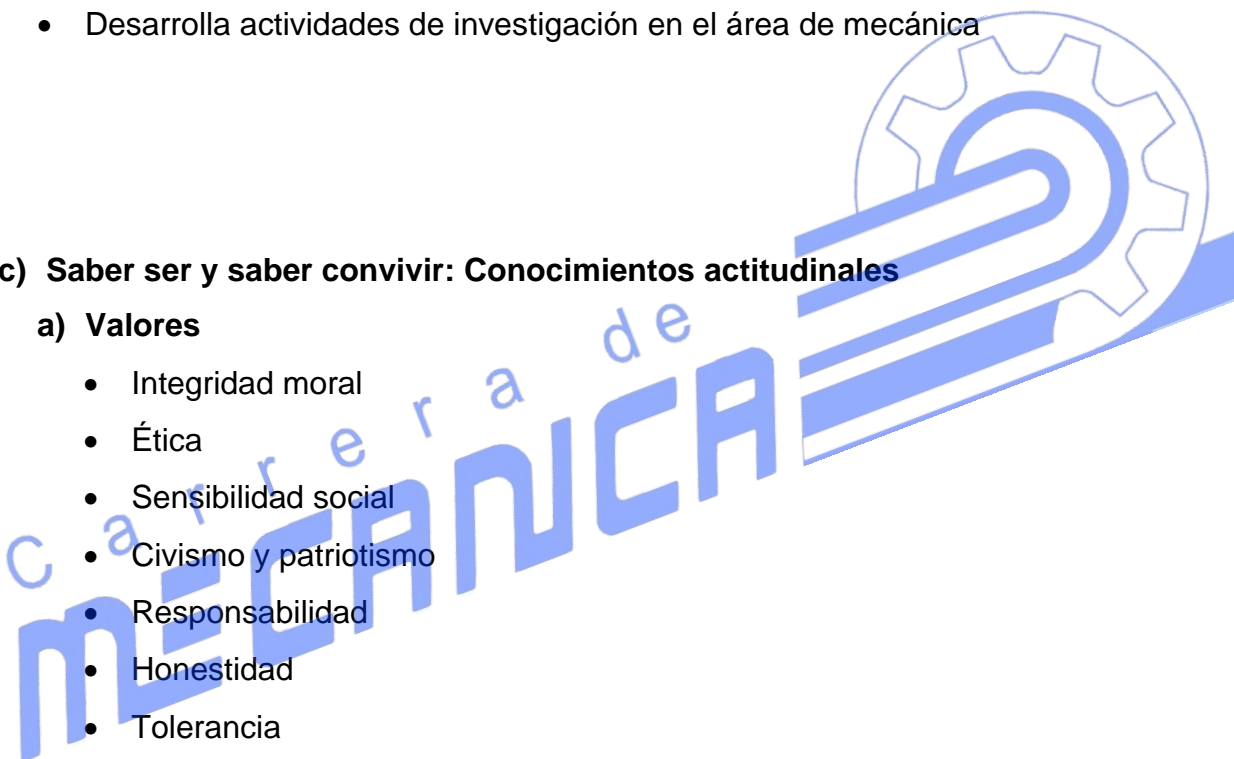 • Desarrolla actividades de investigación en el área de mecánica
c) Saber ser y saber convivir: Conocimientos actitudinales
a) Valores
• Integridad moral
• Ética
• Sensibilidad social
• Civismo y patriotismo
• Responsabilidad
• Honestidad
• Tolerancia
Carrera de
MECANICA